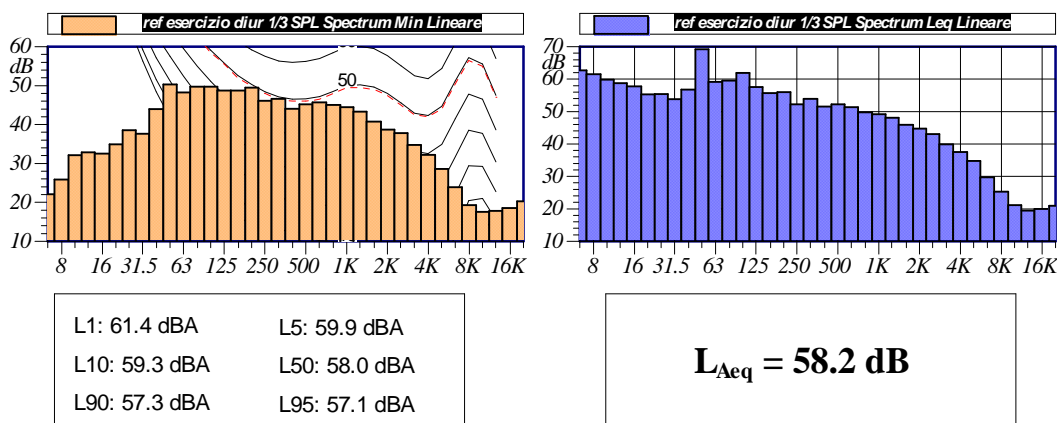 ref esercizio diur 1/3 SPL Spectrum Min Lineare
60
dB
50
40
30
20
10
50
8 16 31.5 63 125 250 500 1K 2K 4K 8K 16K
ref esercizio diur 1/3 SPL Spectrum Leq Lineare
70
dB
60
50
40
30
20
10
8 16 31.5 63 125 250 500 1K 2K 4K 8K 16K
L1: 61.4 dBA L5: 59.9 dBA
L10: 59.3 dBA L50: 58.0 dBA
L90: 57.3 dBA L95: 57.1 dBA
LAeq = 58.2 dB